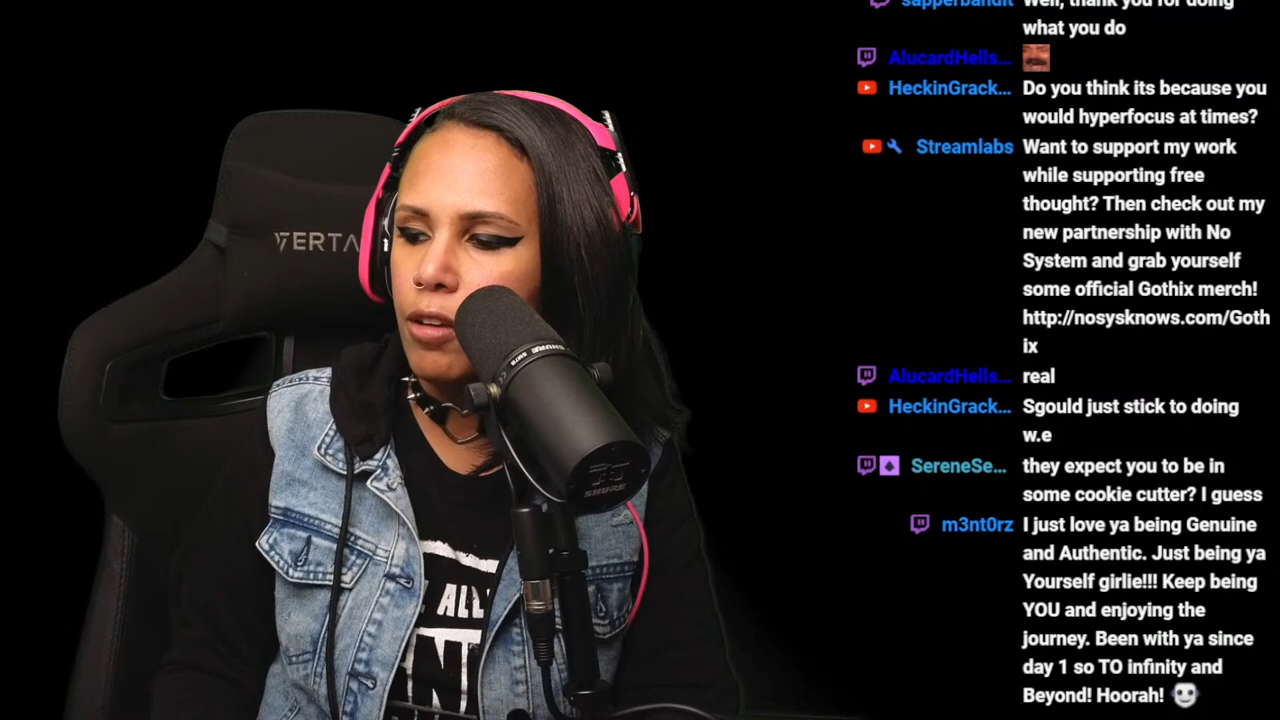 sapperbandit Well, thank you for doing
what you do
AlucardHells...
HeckinGrack... Do you think its because you
would hyperfocus at times?
Streamlabs Want to support my work
while supporting free
thought? Then check out my
new partnership with No
System and grab yourself
some official Gothix merch!
http://nosysknows.com/Goth
ix
AlucardHells... real
HeckinGrack... Sgould just stick to doing
w.e
SereneSe... they expect you to be in
some cookie cutter? I guess
m3nt0rz I just love ya being Genuine
and Authentic. Just being ya
Yourself girlie!!! Keep being
YOU and enjoying the
journey. Been with ya since
day 1 so TO infinity and
Beyond! Hoorah!
VERTA
SHURE SM7B
SHURE
ALL